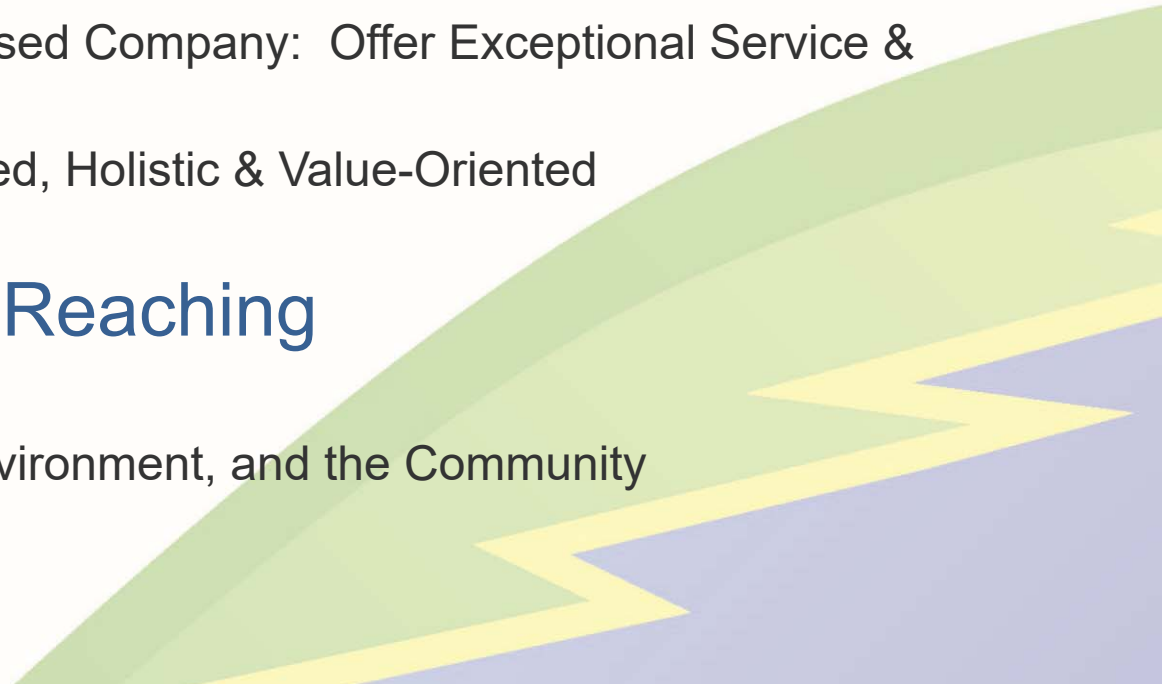 sed Company: Offer Exceptional Service &
ed, Holistic & Value-Oriented
Reaching
vironment, and the Community